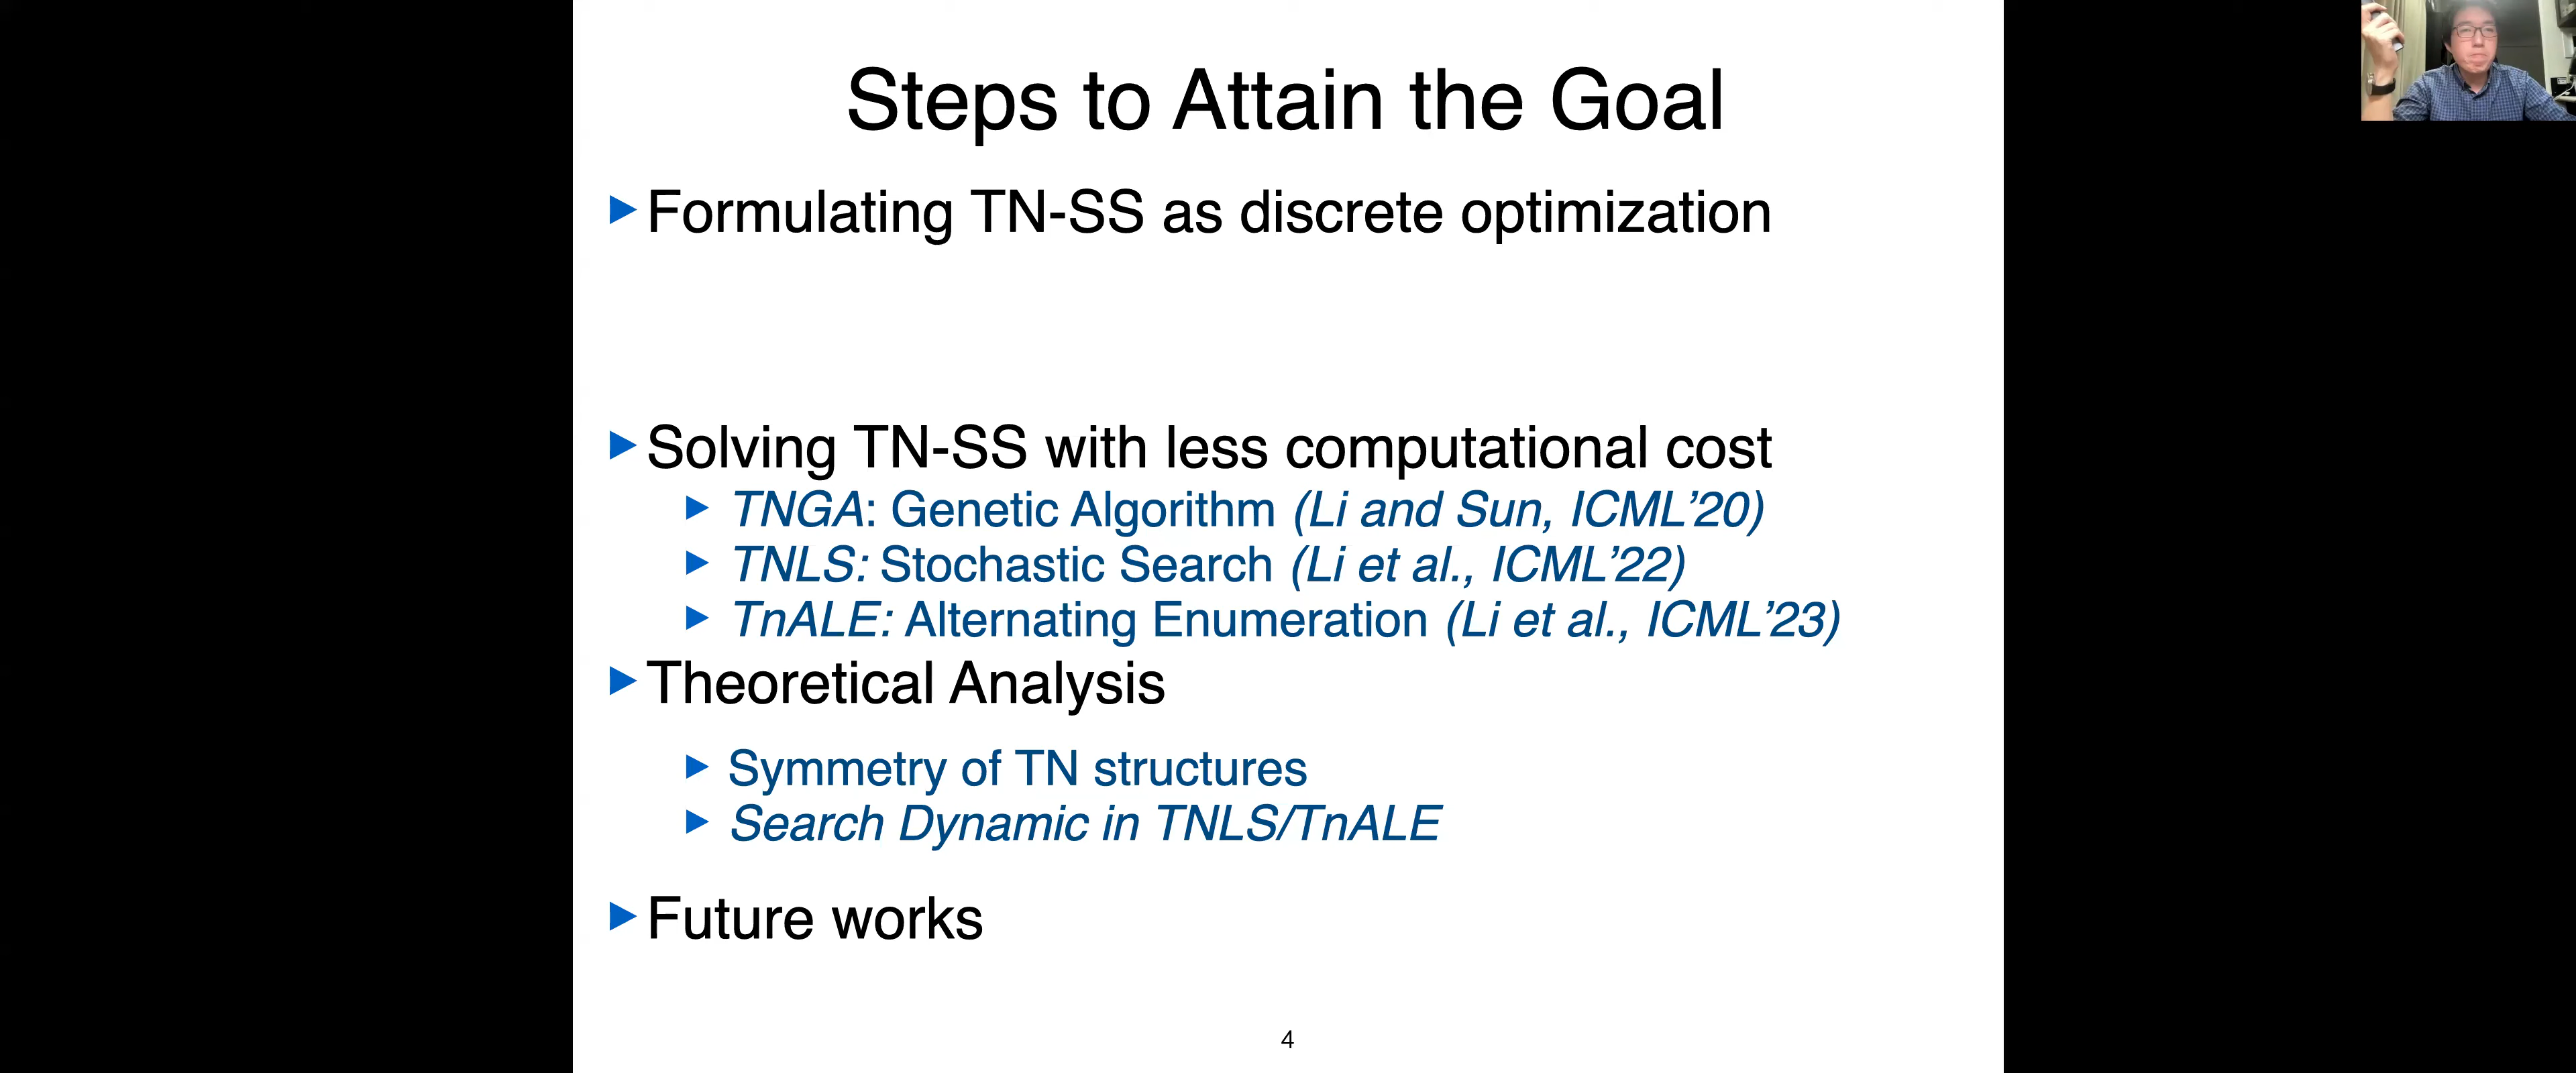 Steps to Attain the Goal
Formulating TN-SS as discrete optimization
Solving TN-SS with less computational cost
TNGA: Genetic Algorithm (Li and Sun, ICML’20)
TNLS: Stochastic Search (Li et al., ICML’22)
TnALE: Alternating Enumeration (Li et al., ICML’23)
Theoretical Analysis
Symmetry of TN structures
Search Dynamic in TNLS/TnALE
Future works
4